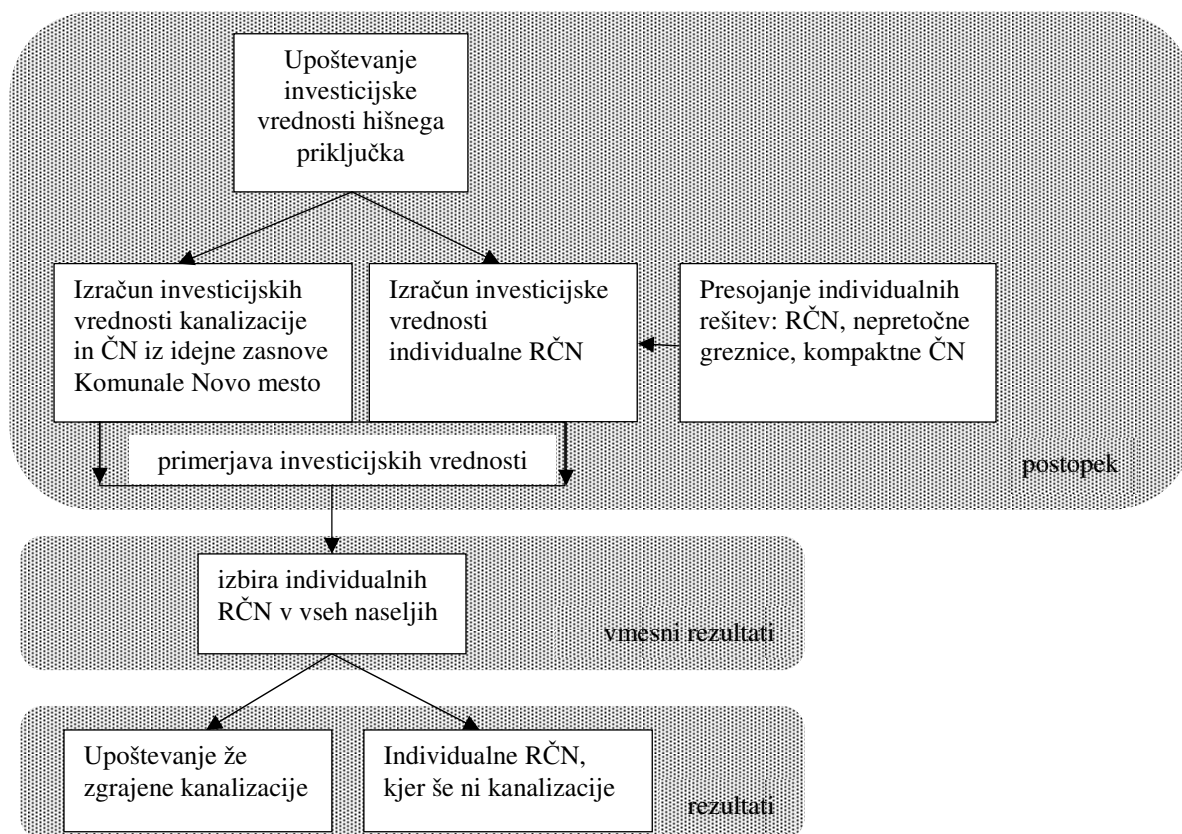 Upoštevanje
investicijske
vrednosti hišnega
priključka
Izračun investicijskih
vrednosti kanalizacije
in ČN iz idejne zasnove
Komunale Novo mesto
Izračun investicijske
vrednosti
individualne RČN
Presojanje individualnih
rešitev: RČN, nepretočne
greznice, kompaktne ČN
primerjava investicijskih vrednosti
postopek
izbira individualnih
RČN v vseh naseljih
vmesni rezultati
Upoštevanje že
zgrajene kanalizacije
Individualne RČN,
kjer še ni kanalizacije
rezultati